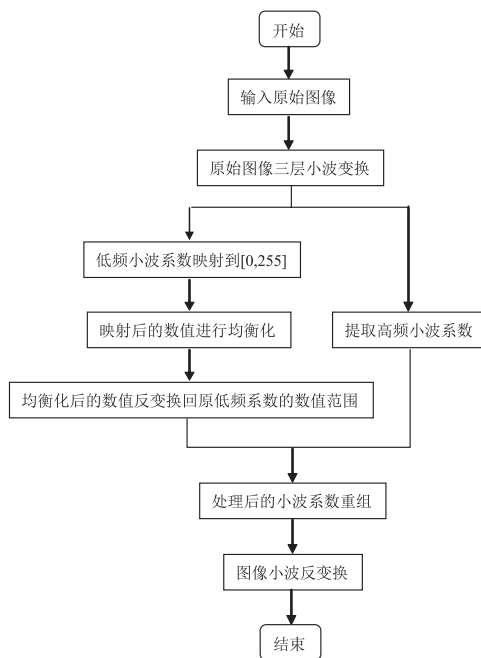 开始
输入原始图像
原始图像三层小波变换
低频小波系数映射到[0,255]
映射后的数值进行均衡化
提取高频小波系数
均衡化后的数值反变换回原低频系数的数值范围
处理后的小波系数重组
图像小波反变换
结束